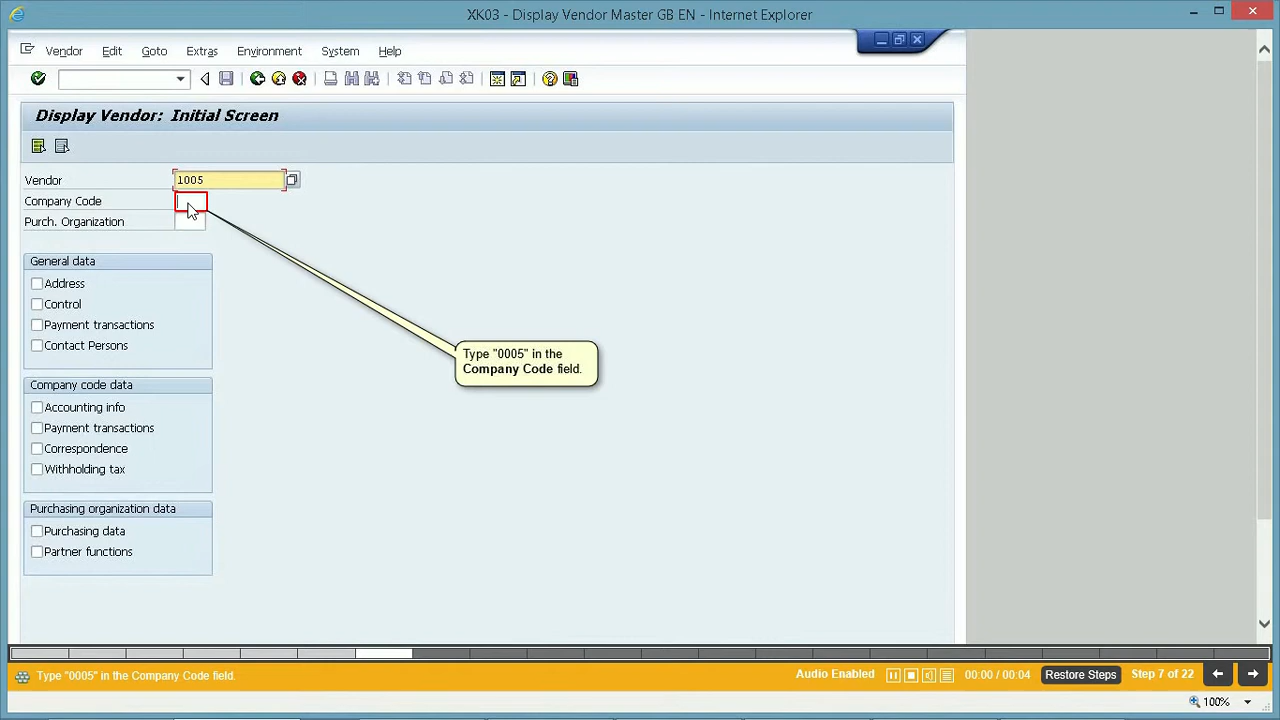 XK03 - Display Vendor Master GB EN - Internet Explorer
Vendor Edit Goto Extras Environment System Help
Display Vendor: Initial Screen
Vendor 1005
Company Code
Purch. Organization
General data
Address
Control
Payment transactions
Contact Persons
Type "0005" in the
Company Code field.
Company code data
Accounting info
Payment transactions
Correspondence
Withholding tax
Purchasing organization data
Purchasing data
Partner functions
Type "0005" in the Company Code field. Audio Enabled 00:00 / 00:04 Restore Steps Step 7 of 22
100%